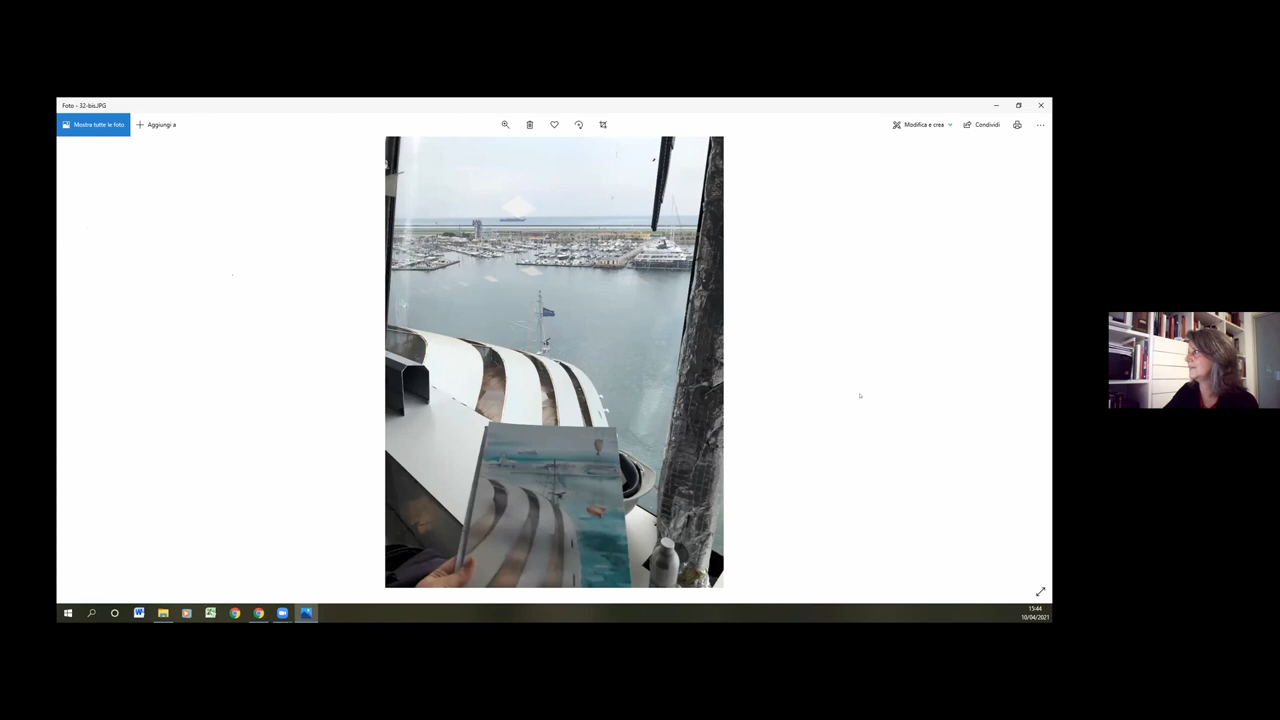 Foto - 32-bis.JPG
Mostra tutte le foto
Aggiungi a
Modifica e crea
Condividi
15:44
10/04/2021